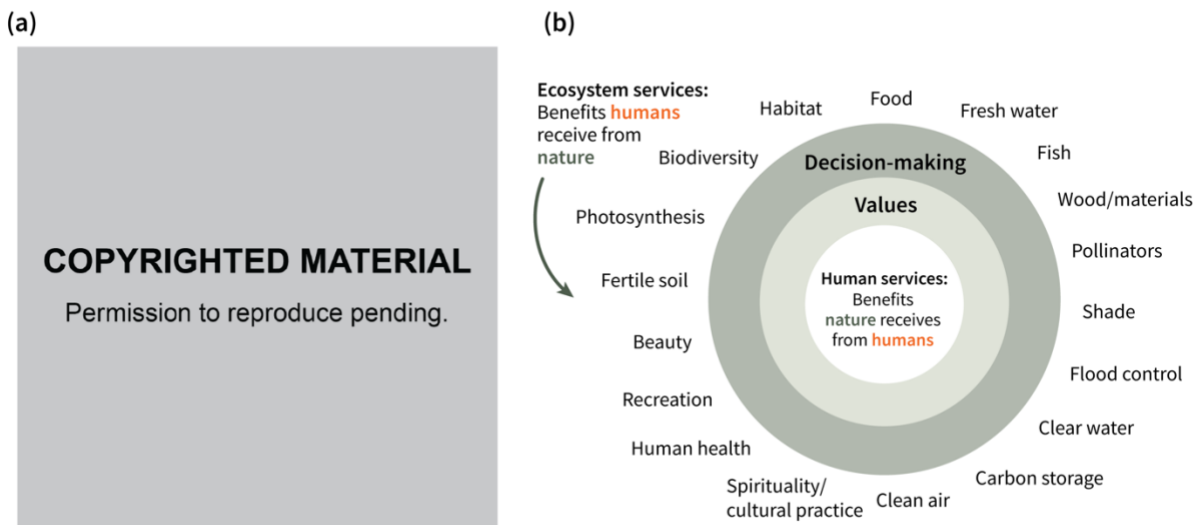 (a)
COPYRIGHTED MATERIAL
Permission to reproduce pending.
(b)
Ecosystem services:
Benefits humans
receive from
nature
Habitat
Food
Fresh water
Biodiversity
Fish
Photosynthesis
Wood/materials
Fertile soil
Pollinators
Beauty
Shade
Recreation
Flood control
Human health
Clear water
Spirituality/
cultural practice
Clean air
Carbon storage
Decision-making
Values
Human services:
Benefits
nature receives
from humans